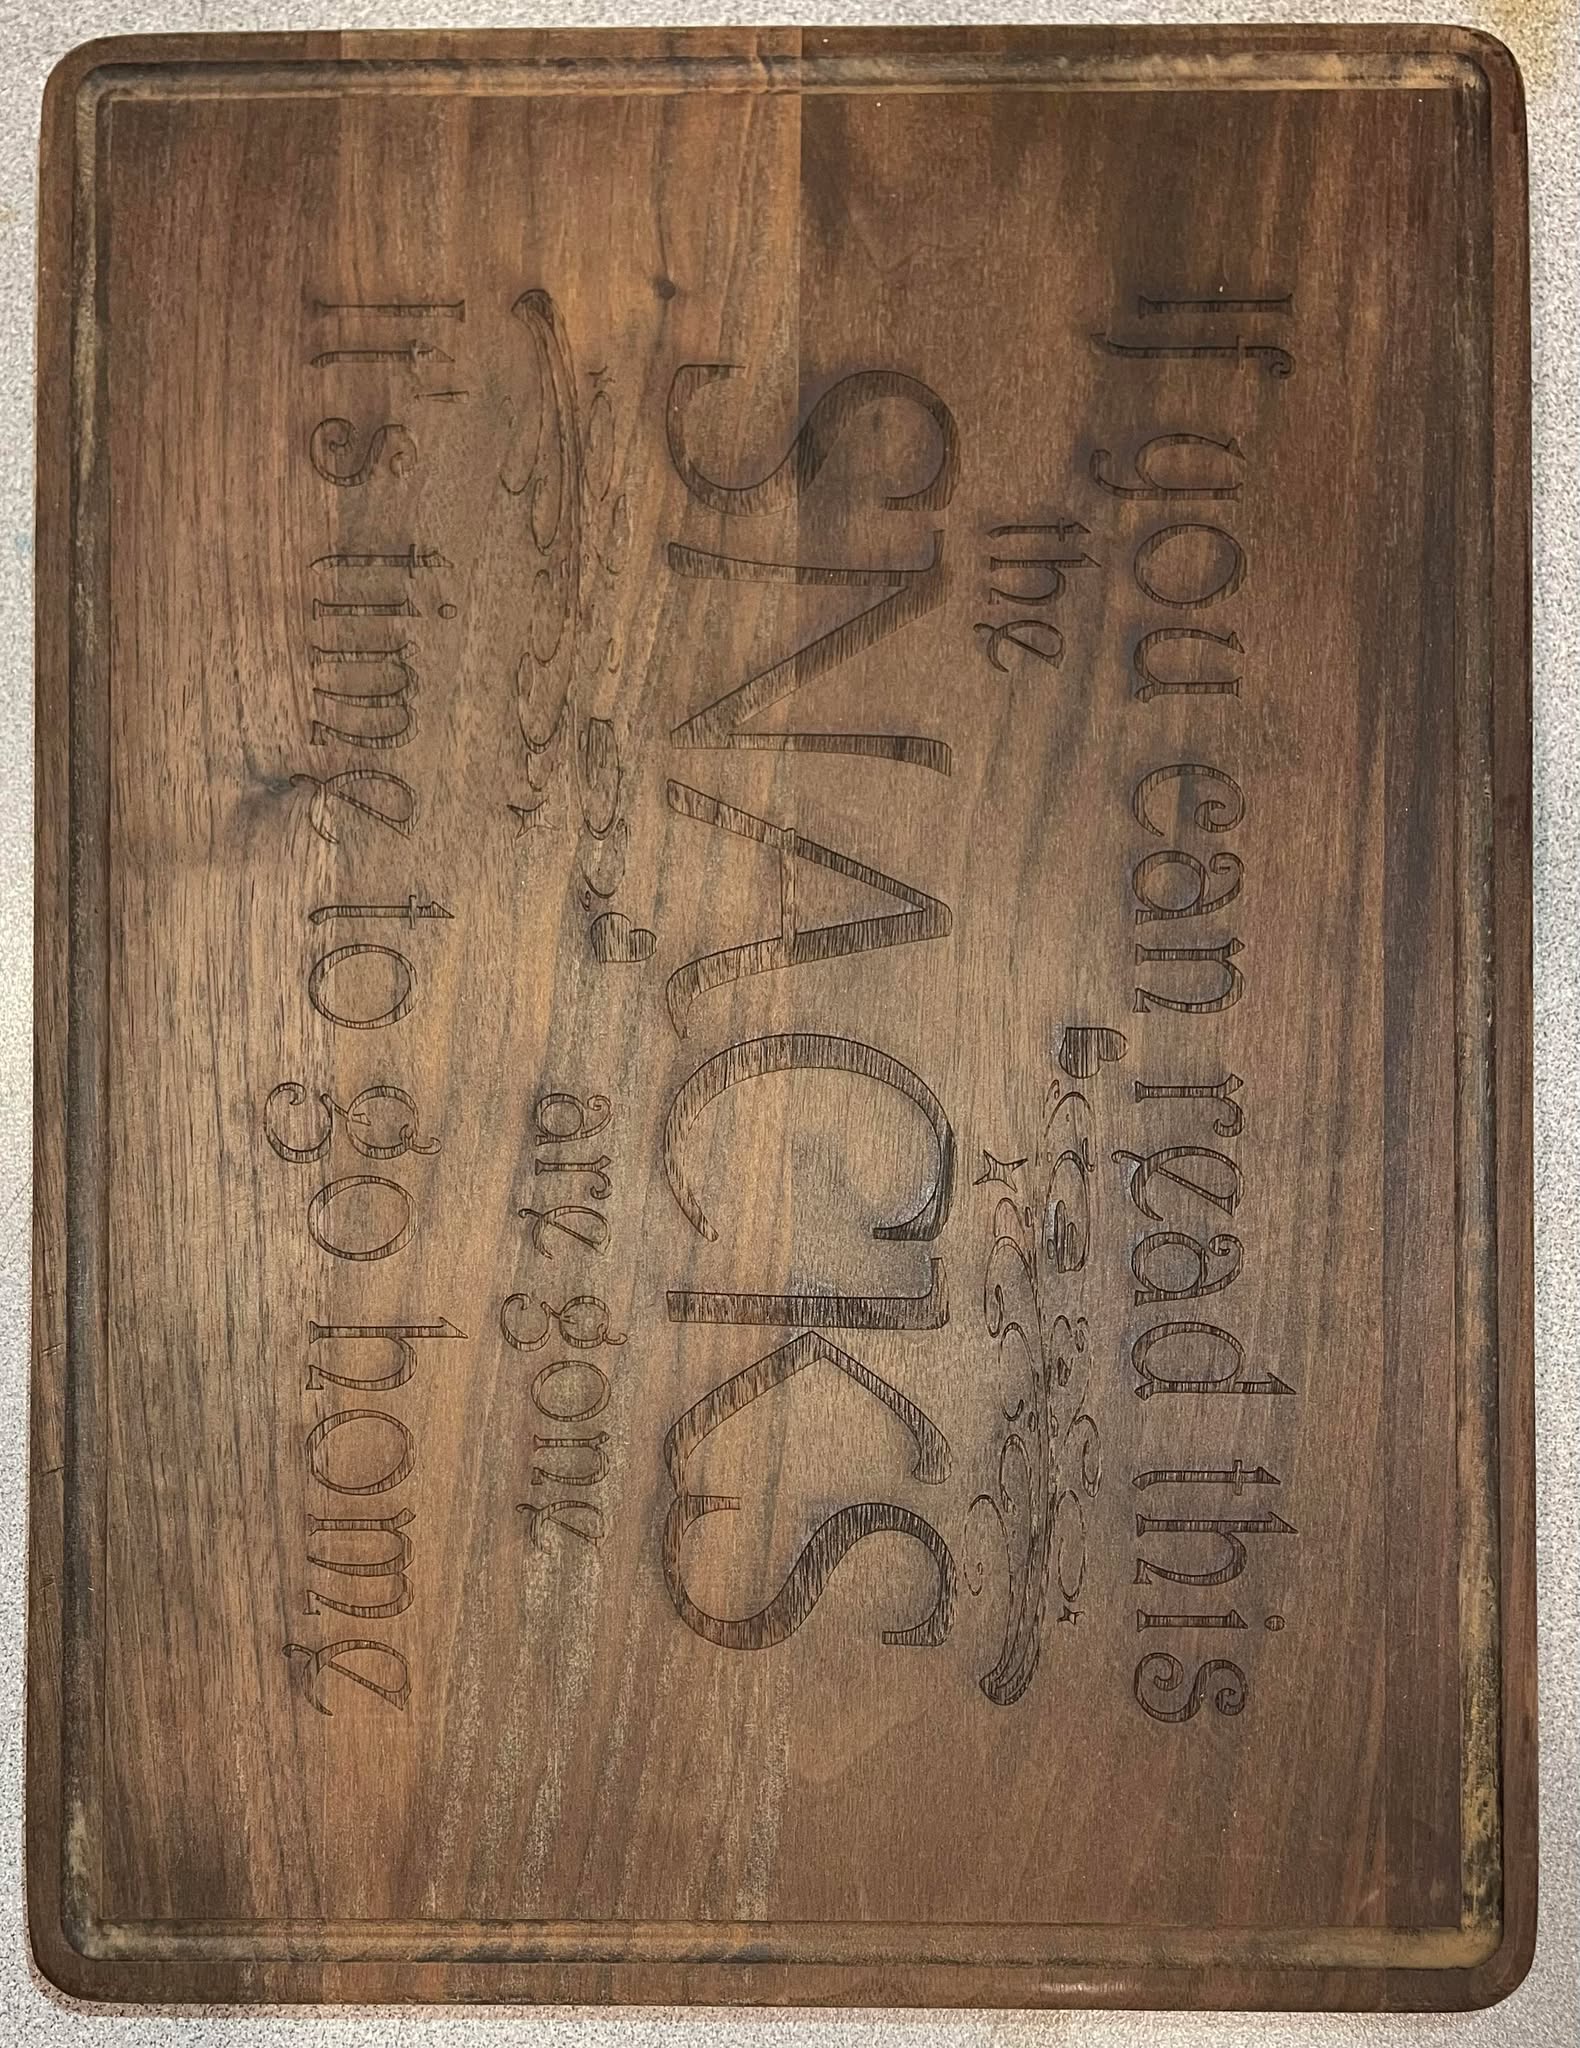 If you can read this
the
SNACKS
are gone
It's time to go home